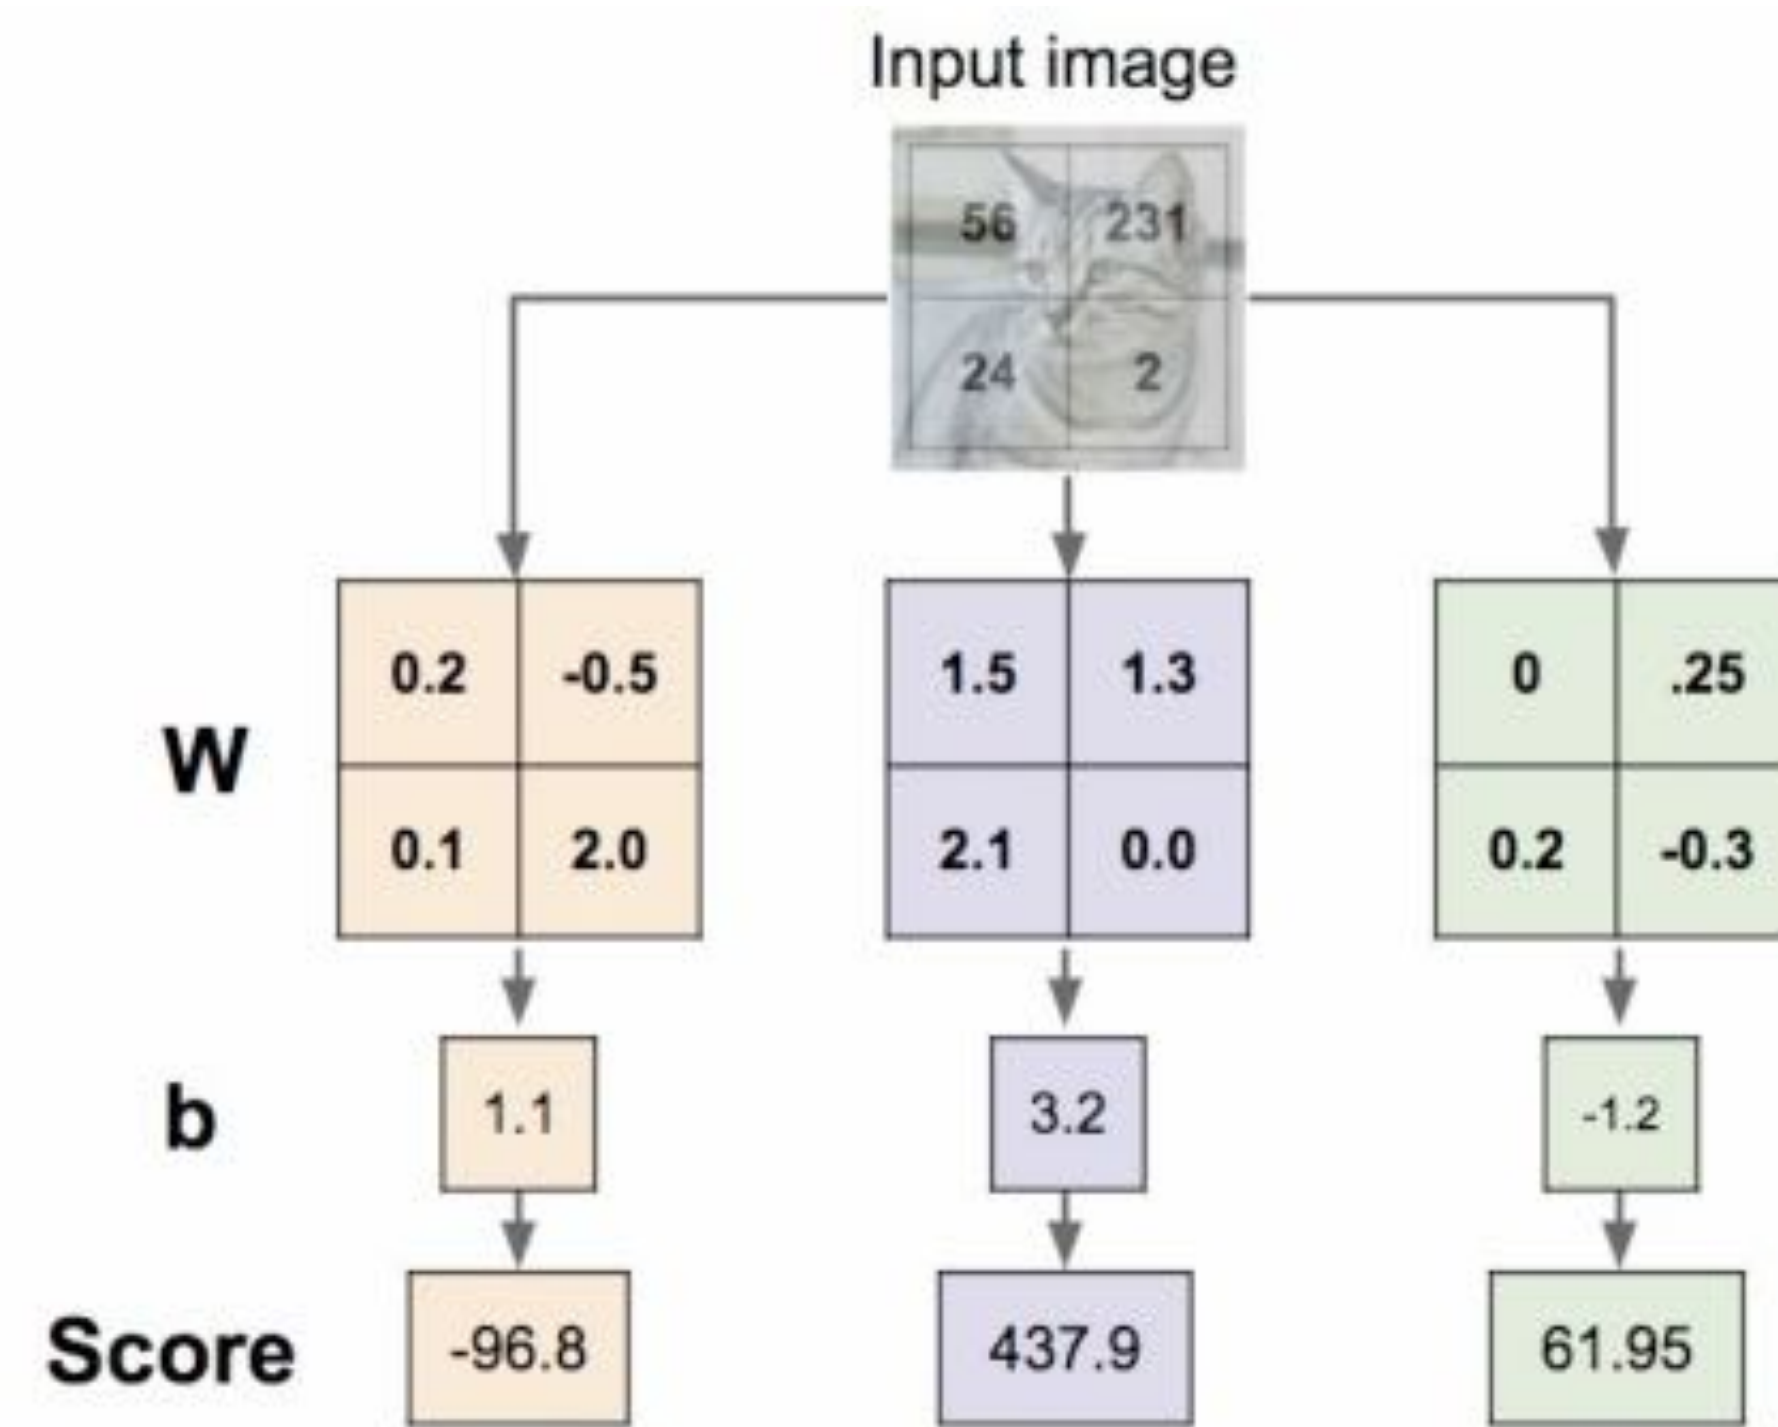 Input image
56 231
24 2
W
0.2 -0.5 1.5 1.3 0 .25
0.1 2.0 2.1 0.0 0.2 -0.3
b 1.1 3.2 -1.2
Score -96.8 437.9 61.95